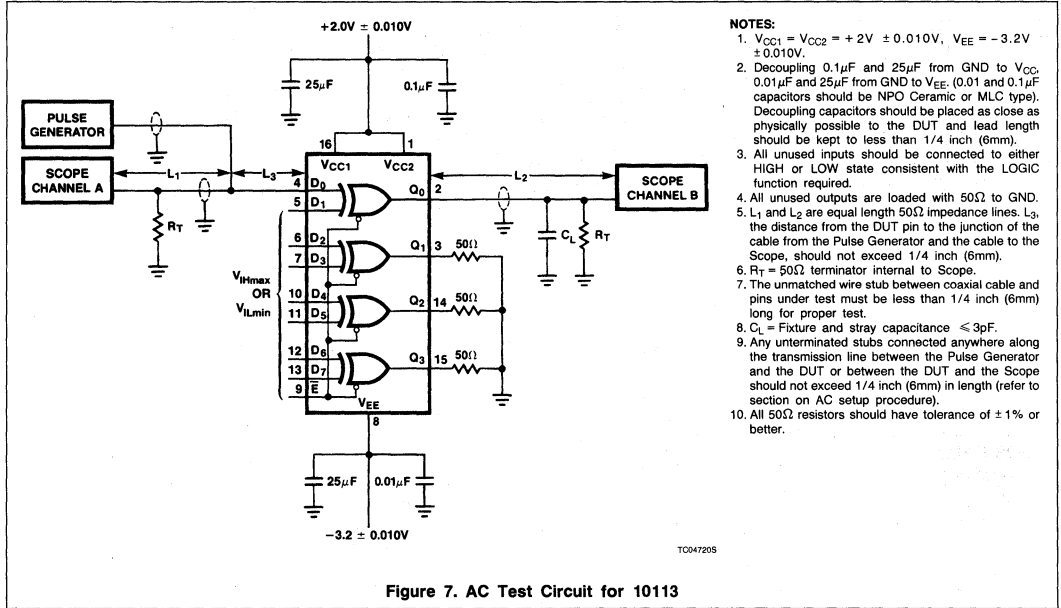 +2.0V ± 0.010V
25μF
0.1μF
PULSE
GENERATOR
SCOPE
CHANNEL A
L1
L3
RT
16
1
VCC1
VCC2
4 D0
5 D1
6 D2
7 D3
10 D4
11 D5
12 D6
13 D7
9 E̅
VIHmax
OR
VILmin
Q0 2
Q1 3 50Ω
Q2 14 50Ω
Q3 15 50Ω
VEE
8
L2
SCOPE
CHANNEL B
CL
RT
25μF
0.01μF
−3.2 ± 0.010V
TC04720S
NOTES:
1. VCC1 = VCC2 = + 2V ± 0.010V, VEE = − 3.2V
± 0.010V.
2. Decoupling 0.1μF and 25μF from GND to VCC,
0.01μF and 25μF from GND to VEE. (0.01 and 0.1μF
capacitors should be NPO Ceramic or MLC type).
Decoupling capacitors should be placed as close as
physically possible to the DUT and lead length
should be kept to less than 1/4 inch (6mm).
3. All unused inputs should be connected to either
HIGH or LOW state consistent with the LOGIC
function required.
4. All unused outputs are loaded with 50Ω to GND.
5. L1 and L2 are equal length 50Ω impedance lines. L3,
the distance from the DUT pin to the junction of the
cable from the Pulse Generator and the cable to the
Scope, should not exceed 1/4 inch (6mm).
6. RT = 50Ω terminator internal to Scope.
7. The unmatched wire stub between coaxial cable and
pins under test must be less than 1/4 inch (6mm)
long for proper test.
8. CL = Fixture and stray capacitance ⩽ 3pF.
9. Any unterminated stubs connected anywhere along
the transmission line between the Pulse Generator
and the DUT or between the DUT and the Scope
should not exceed 1/4 inch (6mm) in length (refer to
section on AC setup procedure).
10. All 50Ω resistors should have tolerance of ± 1% or
better.
Figure 7. AC Test Circuit for 10113